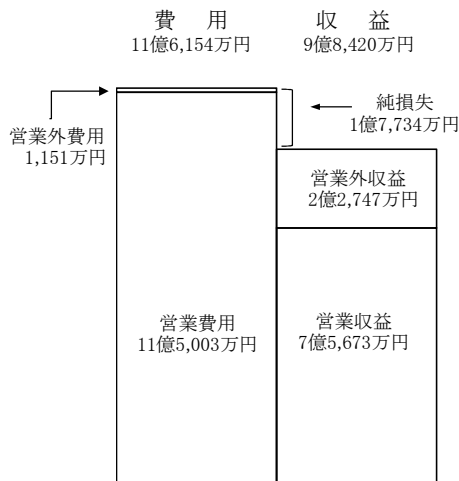 費 用
11億6,154万円
収 益
9億8,420万円
営業外費用
1,151万円
純損失
1億7,734万円
営業外収益
2億2,747万円
営業費用
11億5,003万円
営業収益
7億5,673万円